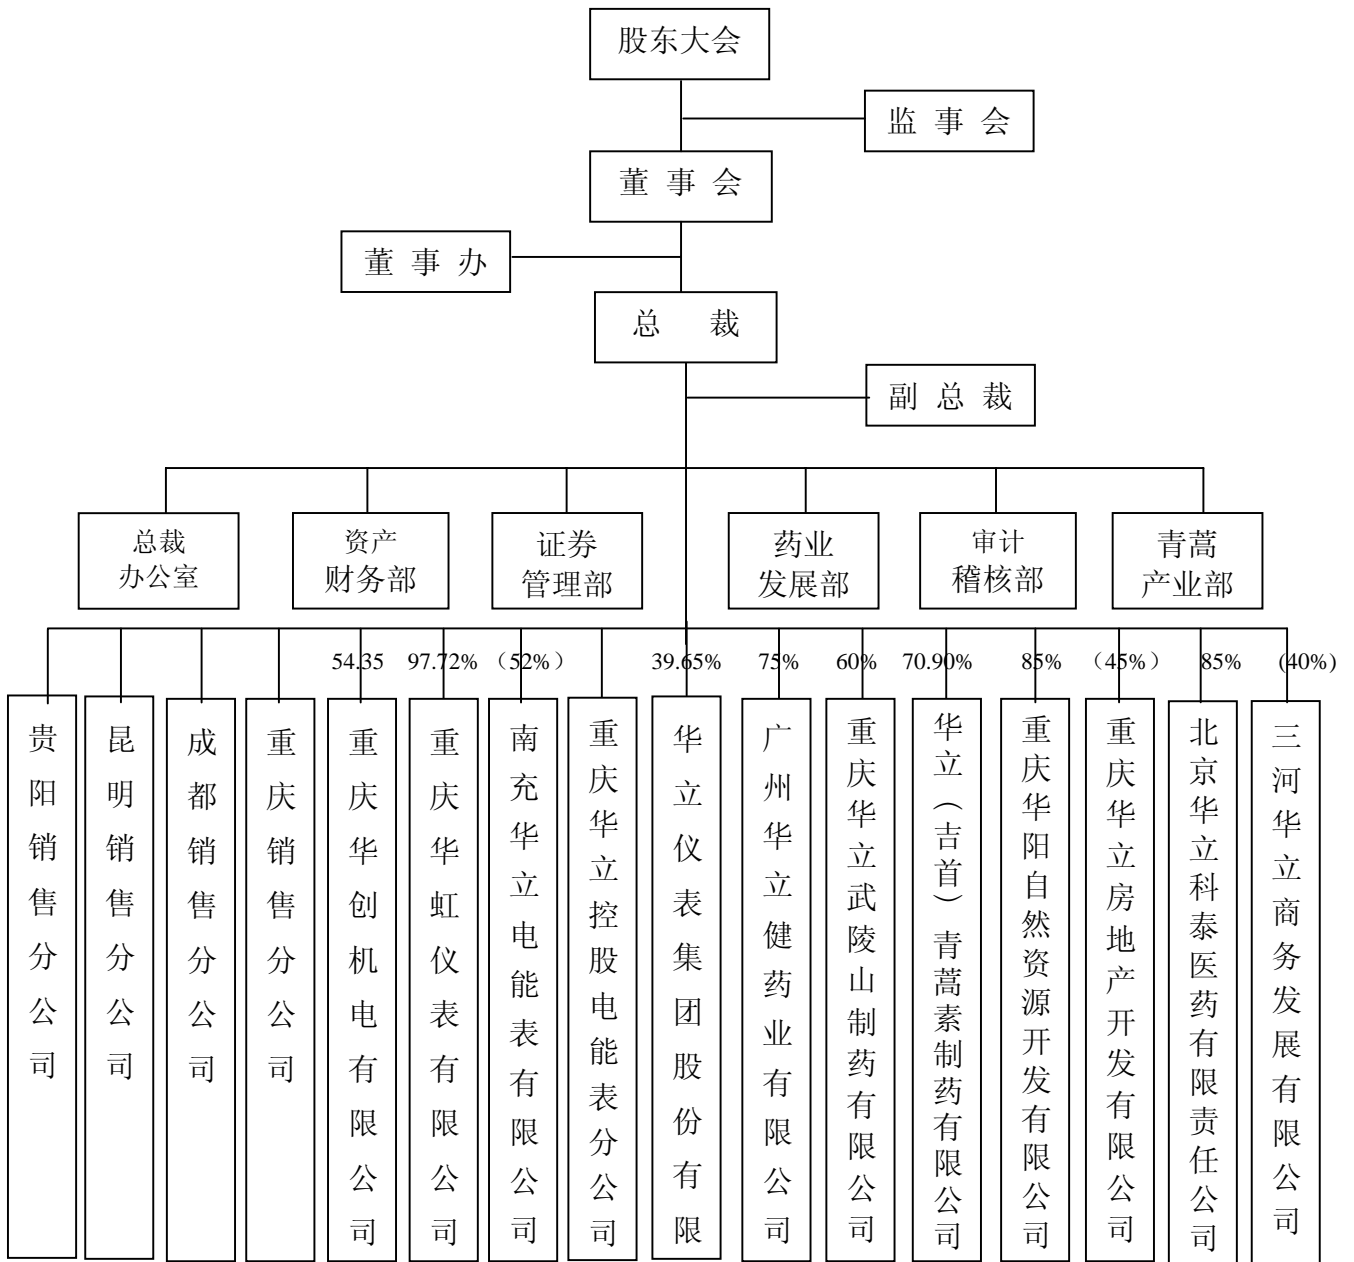 股东大会
监 事 会
董 事 会
董 事 办
总 裁
副 总 裁
总裁
办公室
资产
财务部
证券
管理部
药业
发展部
审计
稽核部
青蒿
产业部
54.35
97.72%
（52%）
39.65%
75%
60%
70.90%
85%
（45%）
85%
(40%)
贵阳销售分公司
昆明销售分公司
成都销售分公司
重庆销售分公司
重庆华创机电有限公司
重庆华虹仪表有限公司
南充华立电能表有限公司
重庆华立控股电能表分公司
华立仪表集团股份有限
广州华立健药业有限公司
重庆华立武陵山制药有限公司
华立（吉首）青蒿素制药有限公司
重庆华阳自然资源开发有限公司
重庆华立房地产开发有限公司
北京华立科泰医药有限责任公司
三河华立商务发展有限公司